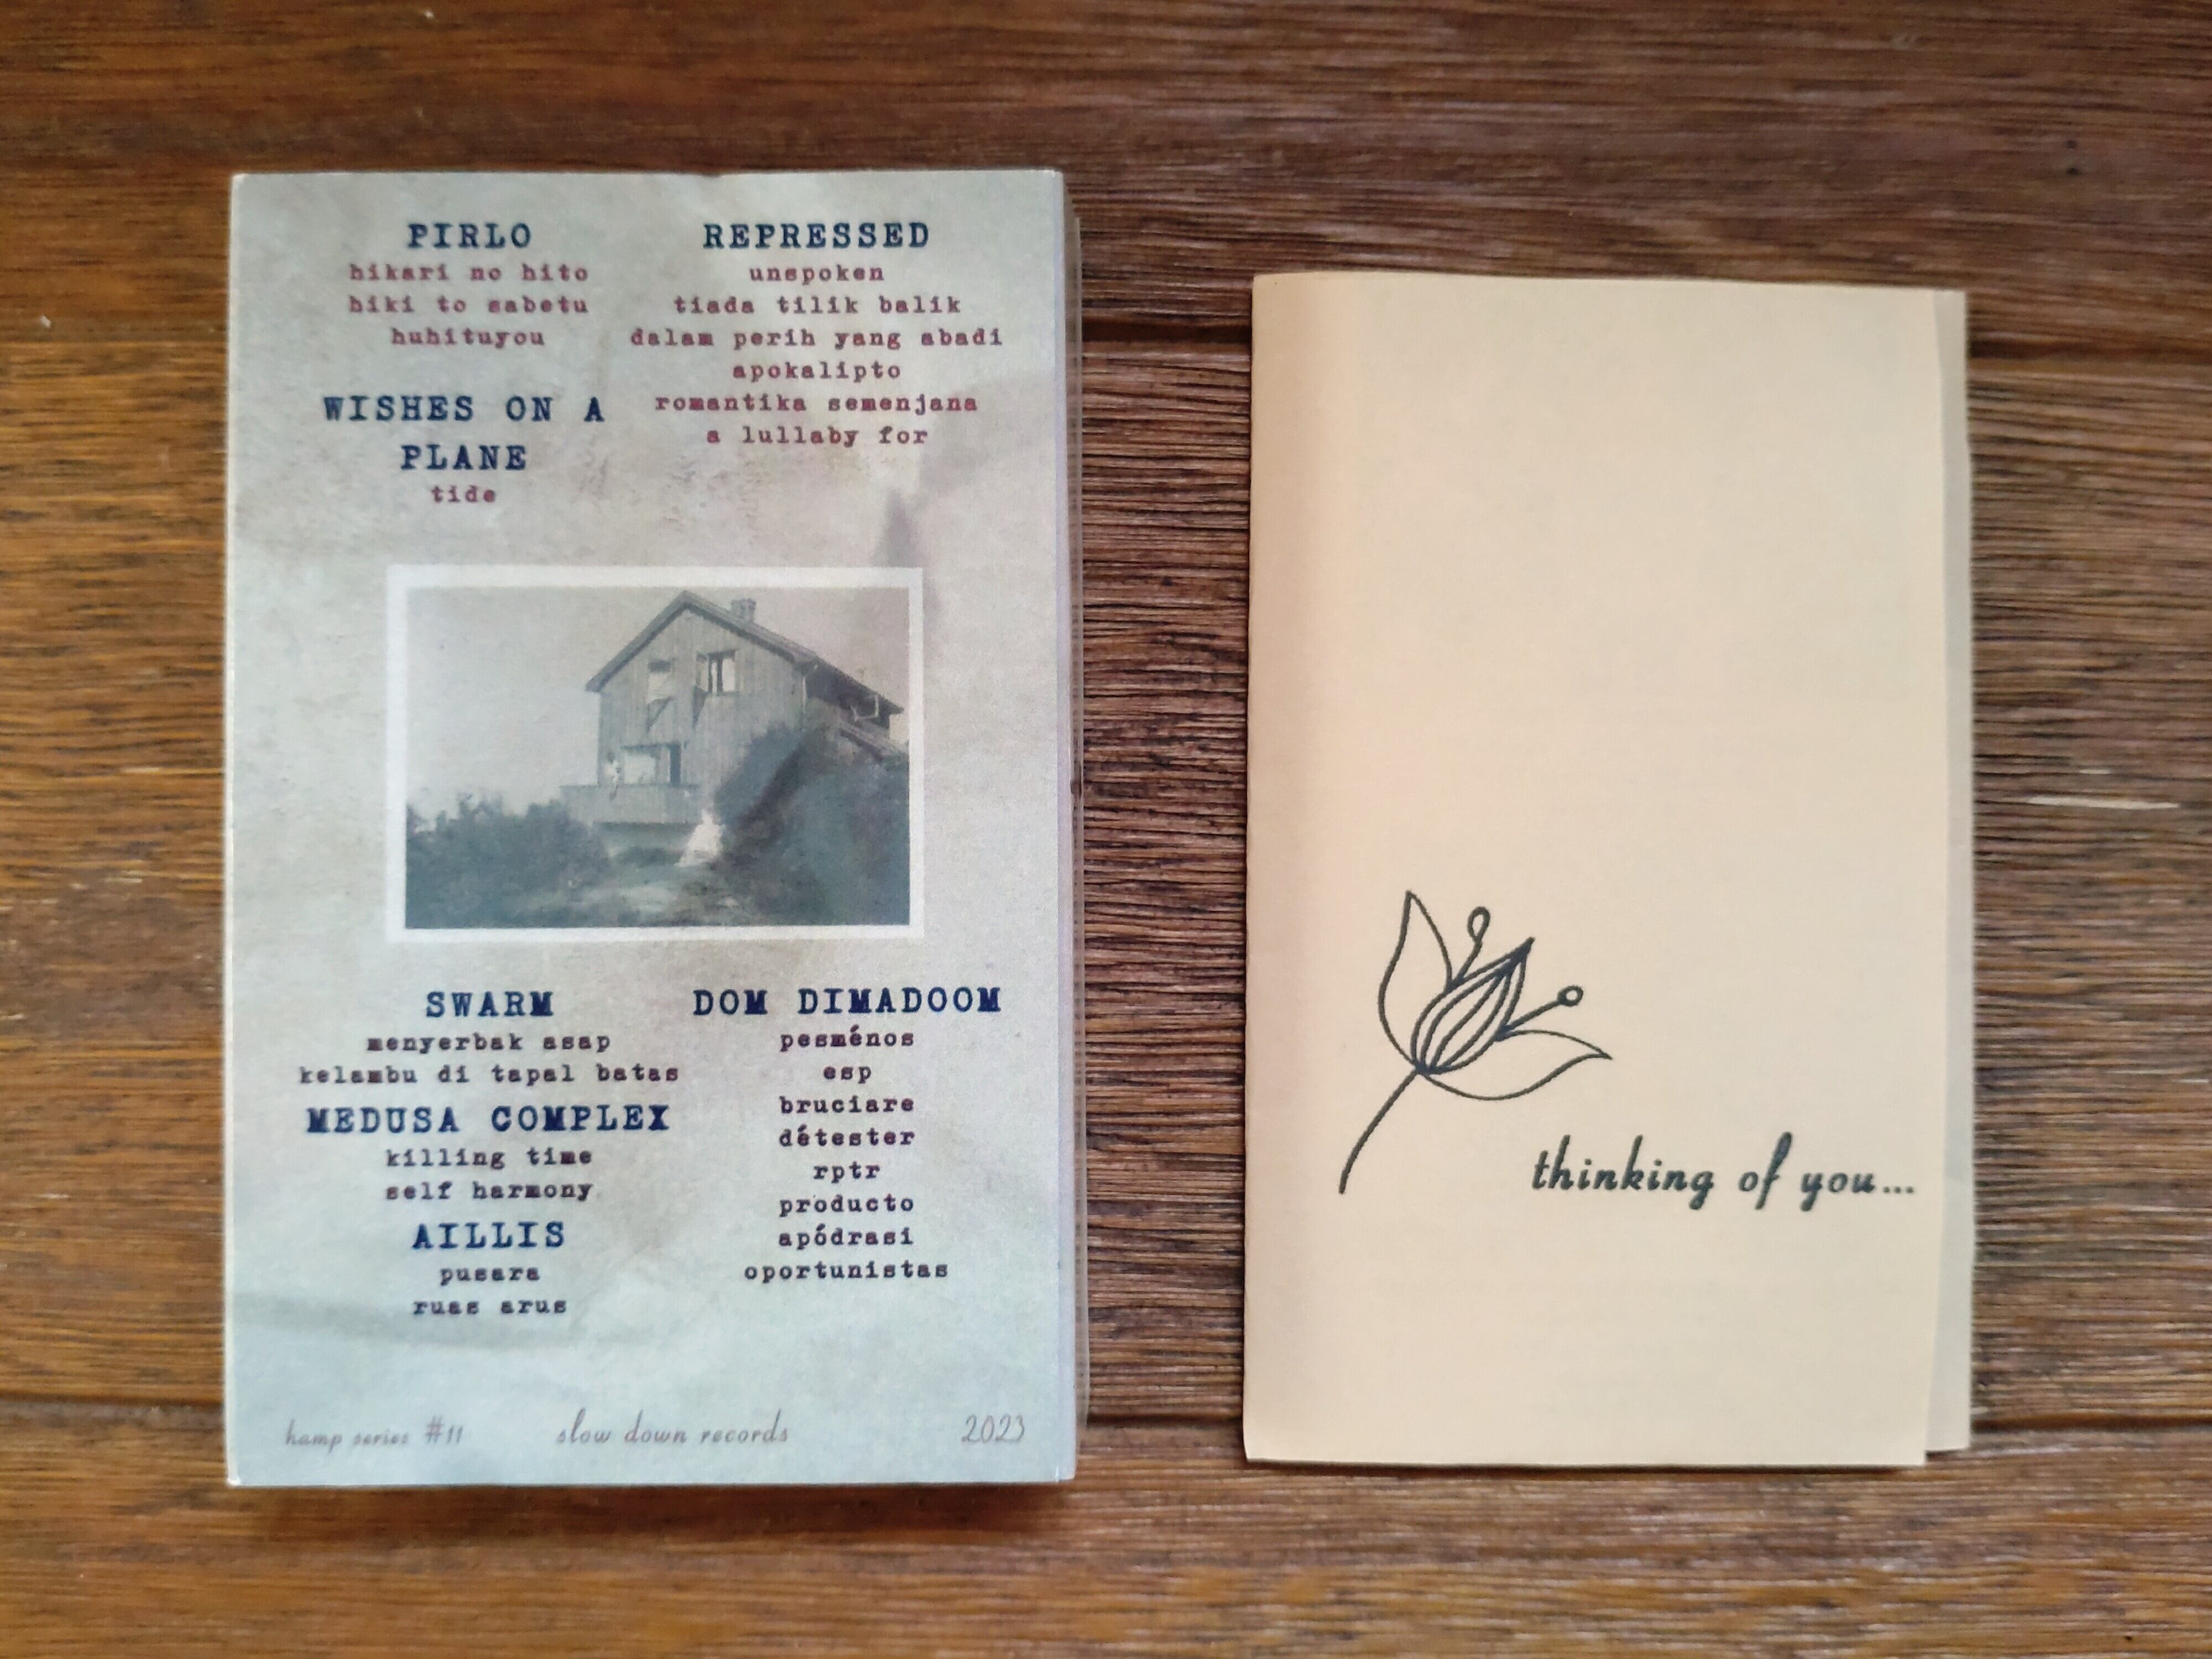 PIRLO
hikari no hito
hiki to sabetu
huhituyou
WISHES ON A
PLANE
tide
REPRESSED
unspoken
tiada tilik balik
dalam perih yang abadi
apokalipto
romantika semenjana
a lullaby for
SWARM
menyerbak asap
kelambu di tapal batas
MEDUSA COMPLEX
killing time
self harmony
AILLIS
pusara
ruas arus
DOM DIMADOOM
pesménos
esp
bruciare
détester
rptr
producto
apódrasi
oportunistas
hamp series #11
slow down records
2023
thinking of you...